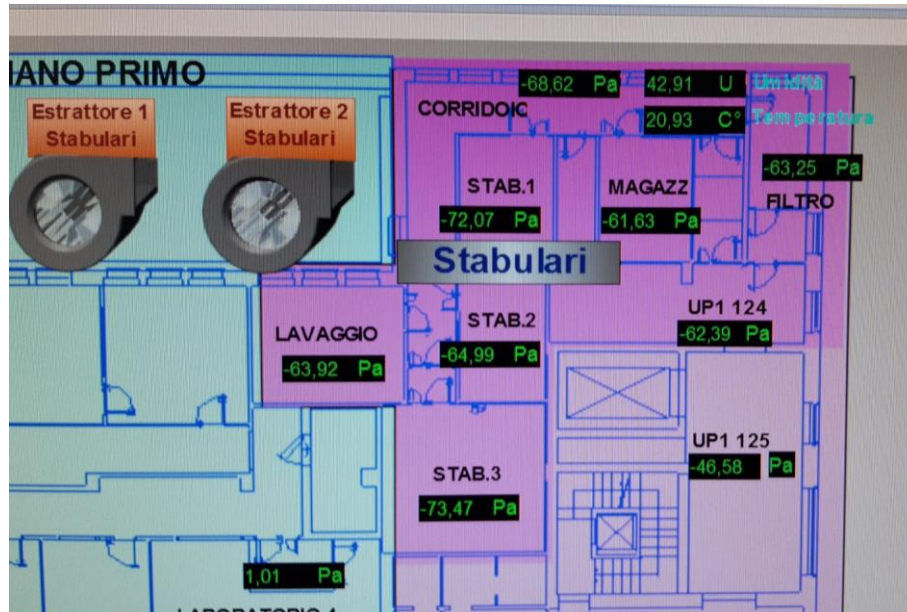 IANO PRIMO
Estrattore 1
Stabulari
Estrattore 2
Stabulari
-68,62 Pa
42,91 U Umidità
CORRIDOIO
20,93 C° Temperatura
-63,25 Pa
FILTRO
STAB.1
-72,07 Pa
MAGAZZ
-61,63 Pa
Stabulari
UP1 124
-62,39 Pa
STAB.2
-64,99 Pa
LAVAGGIO
-63,92 Pa
UP1 125
-46,58 Pa
STAB.3
-73,47 Pa
1,01 Pa
LABORATORIO 4